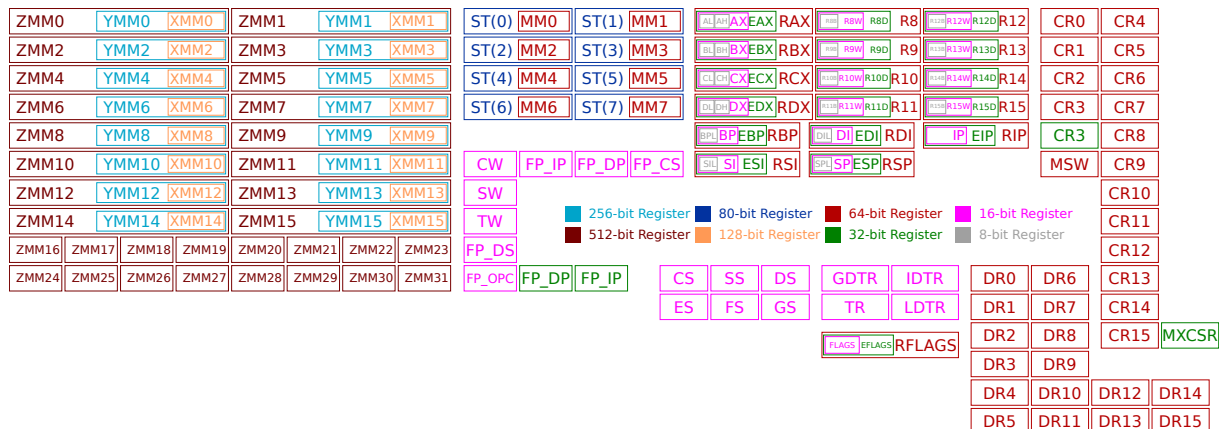 ZMM0 YMM0 XMM0 ZMM1 YMM1 XMM1 ST(0) MM0 ST(1) MM1 AL AH AX EAX RAX R8B R8W R8D R8 R12B R12W R12D R12 CR0 CR4
ZMM2 YMM2 XMM2 ZMM3 YMM3 XMM3 ST(2) MM2 ST(3) MM3 BL BH BX EBX RBX R9B R9W R9D R9 R13B R13W R13D R13 CR1 CR5
ZMM4 YMM4 XMM4 ZMM5 YMM5 XMM5 ST(4) MM4 ST(5) MM5 CL CH CX ECX RCX R10B R10W R10D R10 R14B R14W R14D R14 CR2 CR6
ZMM6 YMM6 XMM6 ZMM7 YMM7 XMM7 ST(6) MM6 ST(7) MM7 DL DH DX EDX RDX R11B R11W R11D R11 R15B R15W R15D R15 CR3 CR7
ZMM8 YMM8 XMM8 ZMM9 YMM9 XMM9 BPL BP EBP RBP DIL DI EDI RDI IP EIP RIP CR3 CR8
ZMM10 YMM10 XMM10 ZMM11 YMM11 XMM11 CW FP_IP FP_DP FP_CS SIL SI ESI RSI SPL SP ESP RSP MSW CR9
ZMM12 YMM12 XMM12 ZMM13 YMM13 XMM13 SW CR10
ZMM14 YMM14 XMM14 ZMM15 YMM15 XMM15 TW 256-bit Register 80-bit Register 64-bit Register 16-bit Register CR11
ZMM16 ZMM17 ZMM18 ZMM19 ZMM20 ZMM21 ZMM22 ZMM23 FP_DS 512-bit Register 128-bit Register 32-bit Register 8-bit Register CR12
ZMM24 ZMM25 ZMM26 ZMM27 ZMM28 ZMM29 ZMM30 ZMM31 FP_OPC FP_DP FP_IP CS SS DS GDTR IDTR DR0 DR6 CR13
ES FS GS TR LDTR DR1 DR7 CR14
FLAGS EFLAGS RFLAGS DR2 DR8 CR15 MXCSR
DR3 DR9
DR4 DR10 DR12 DR14
DR5 DR11 DR13 DR15